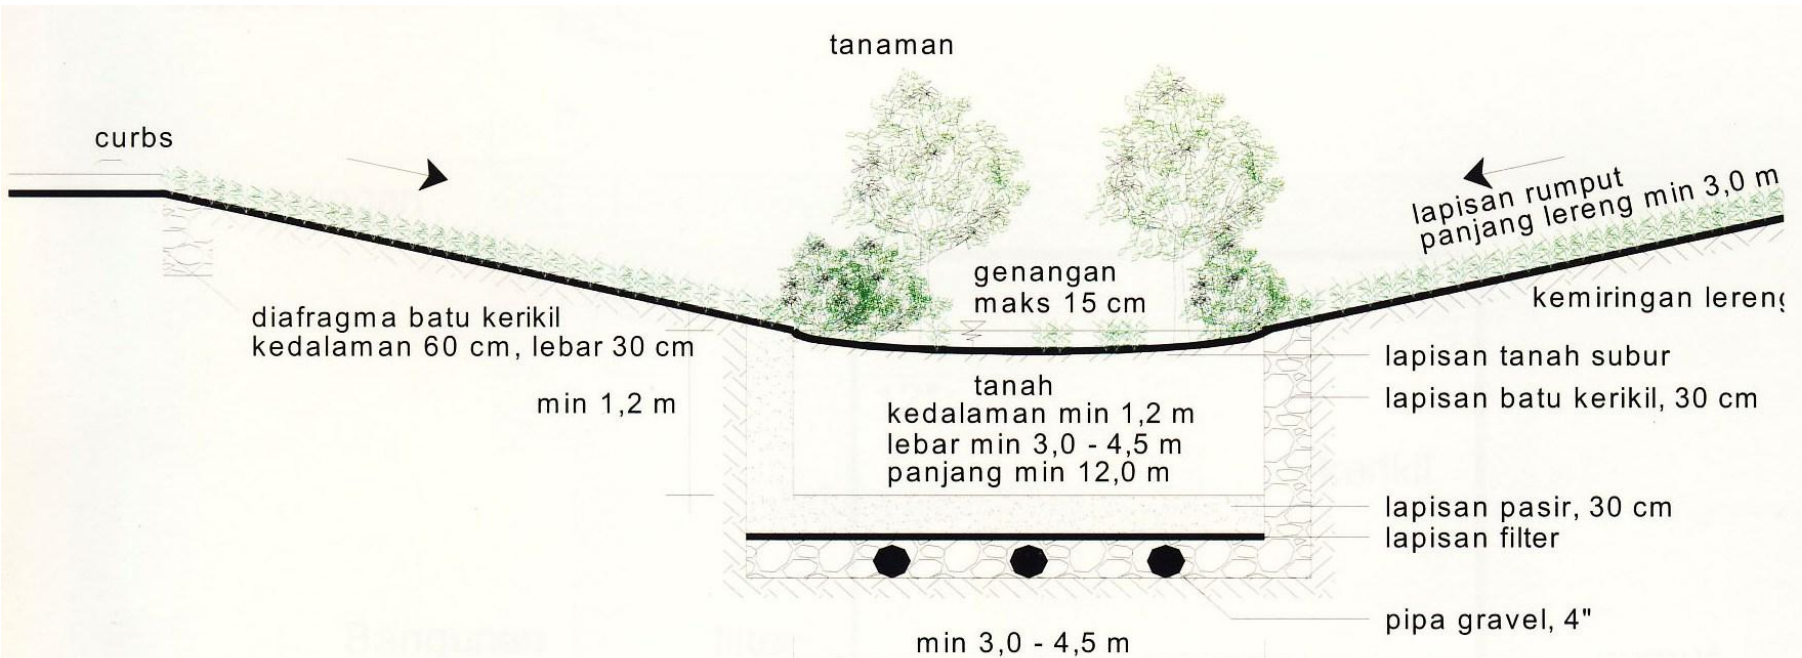 tanaman
curbs
lapisan rumput
panjang lereng min 3,0 m
genangan
maks 15 cm
kemiringan lereng
diafragma batu kerikil
kedalaman 60 cm, lebar 30 cm
min 1,2 m
tanah
kedalaman min 1,2 m
lebar min 3,0 - 4,5 m
panjang min 12,0 m
lapisan tanah subur
lapisan batu kerikil, 30 cm
lapisan pasir, 30 cm
lapisan filter
pipa gravel, 4"
min 3,0 - 4,5 m